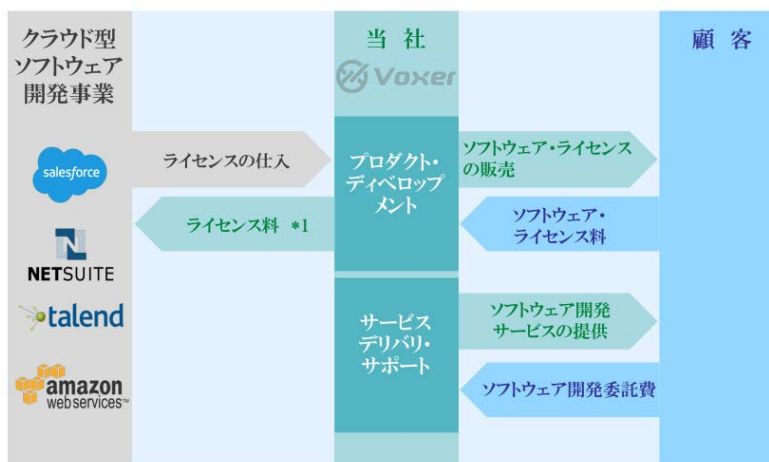 クラウド型
ソフトウェア
開発事業
当 社
Voxer
顧 客
salesforce
NETSUITE
talend
amazon
web services™
ライセンスの仕入
ライセンス料 *1
プロダクト・
ディベロップ
メント
サービス
デリバリ・
サポート
ソフトウェア・ライセンス
の販売
ソフトウェア・
ライセンス料
ソフトウェア開発
サービスの提供
ソフトウェア開発委託費